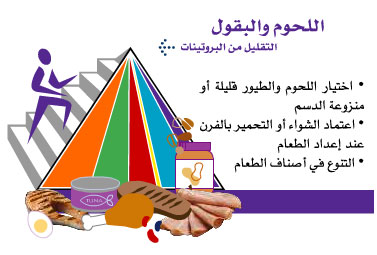 اللحوم والبقول
التقليل من البروتينات
• اختيار اللحوم والطيور قليلة أو
منزوعة الدسم
• اعتماد الشواء أو التحمير بالفرن
عند إعداد الطعام
• التنوع في أصناف الطعام
TUNA